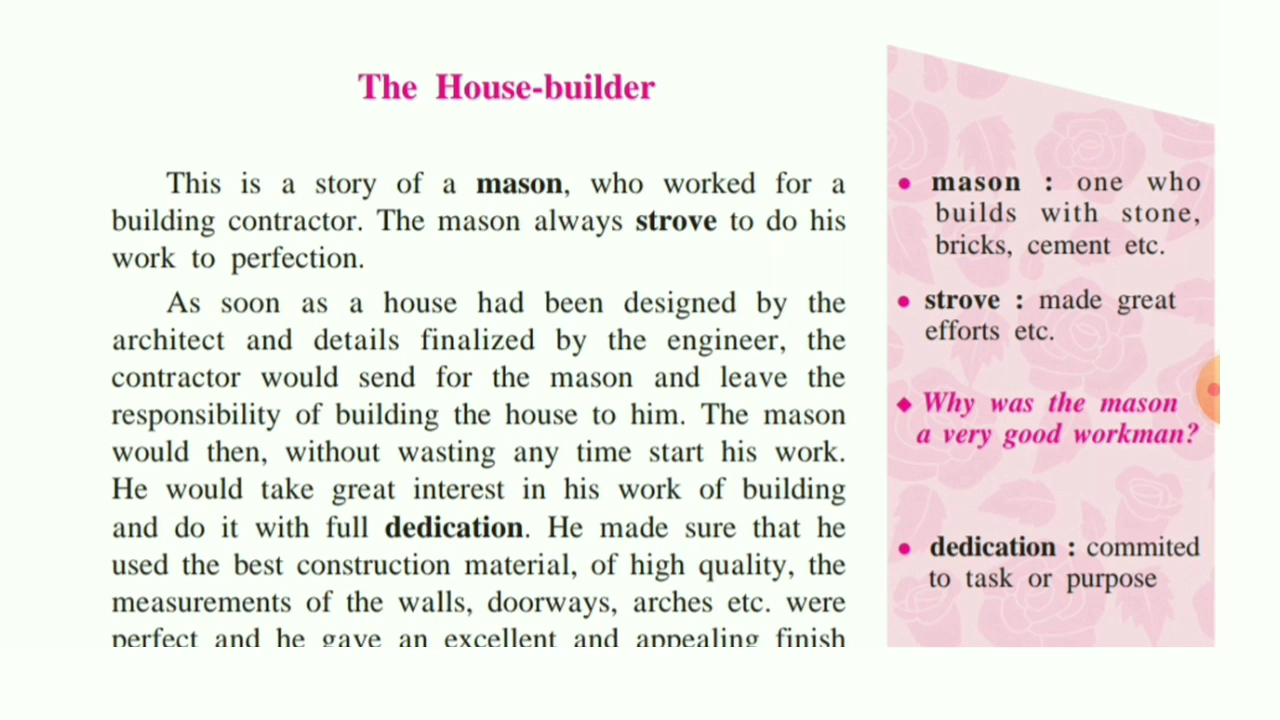 The House-builder
This is a story of a mason, who worked for a
building contractor. The mason always strove to do his
work to perfection.
As soon as a house had been designed by the
architect and details finalized by the engineer, the
contractor would send for the mason and leave the
responsibility of building the house to him. The mason
would then, without wasting any time start his work.
He would take great interest in his work of building
and do it with full dedication. He made sure that he
used the best construction material, of high quality, the
measurements of the walls, doorways, arches etc. were
perfect and he gave an excellent and appealing finish
• mason : one who
builds with stone,
bricks, cement etc.
• strove : made great
efforts etc.
◆ Why was the mason
a very good workman?
• dedication : commited
to task or purpose